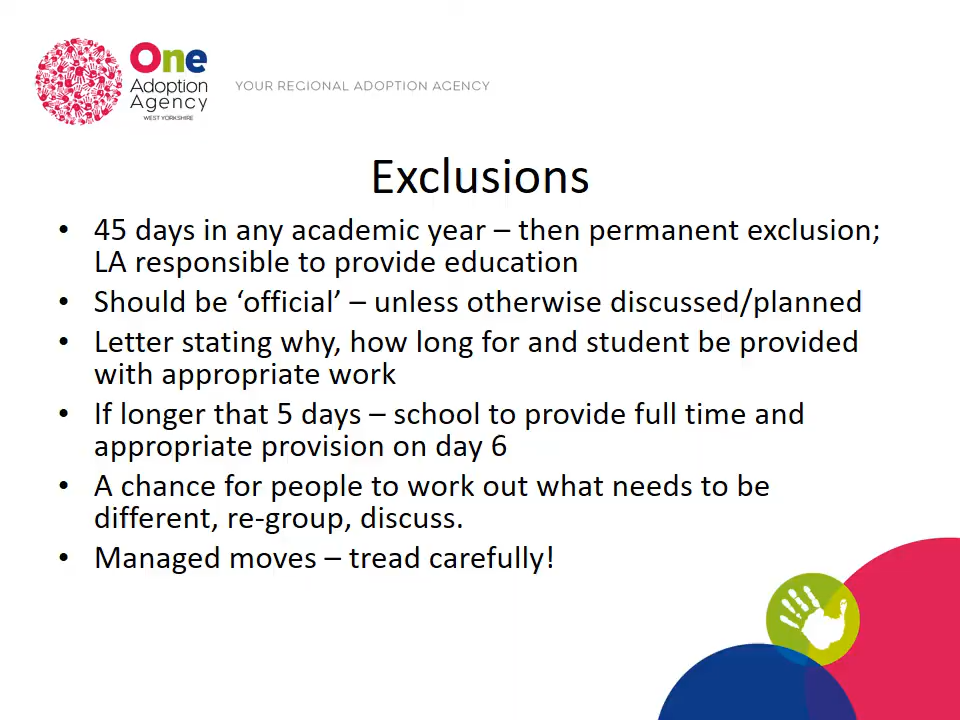 One
Adoption
Agency
WEST YORKSHIRE
YOUR REGIONAL ADOPTION AGENCY
Exclusions
• 45 days in any academic year – then permanent exclusion;
LA responsible to provide education
• Should be ‘official’ – unless otherwise discussed/planned
• Letter stating why, how long for and student be provided
with appropriate work
• If longer that 5 days – school to provide full time and
appropriate provision on day 6
• A chance for people to work out what needs to be
different, re-group, discuss.
• Managed moves – tread carefully!